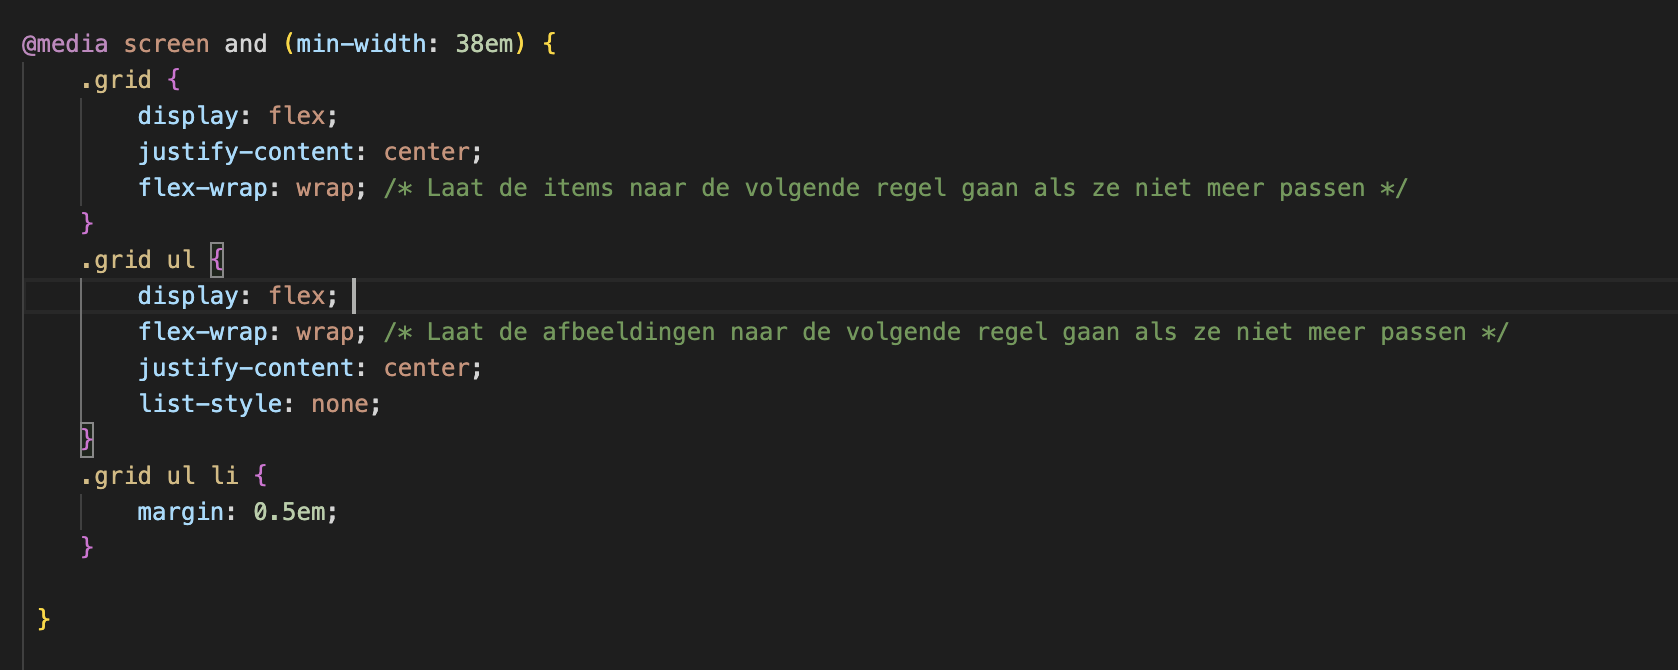 @media screen and (min-width: 38em) {
.grid {
display: flex;
justify-content: center;
flex-wrap: wrap; /* Laat de items naar de volgende regel gaan als ze niet meer passen */
}
.grid ul {
display: flex;
flex-wrap: wrap; /* Laat de afbeeldingen naar de volgende regel gaan als ze niet meer passen */
justify-content: center;
list-style: none;
}
.grid ul li {
margin: 0.5em;
}
}